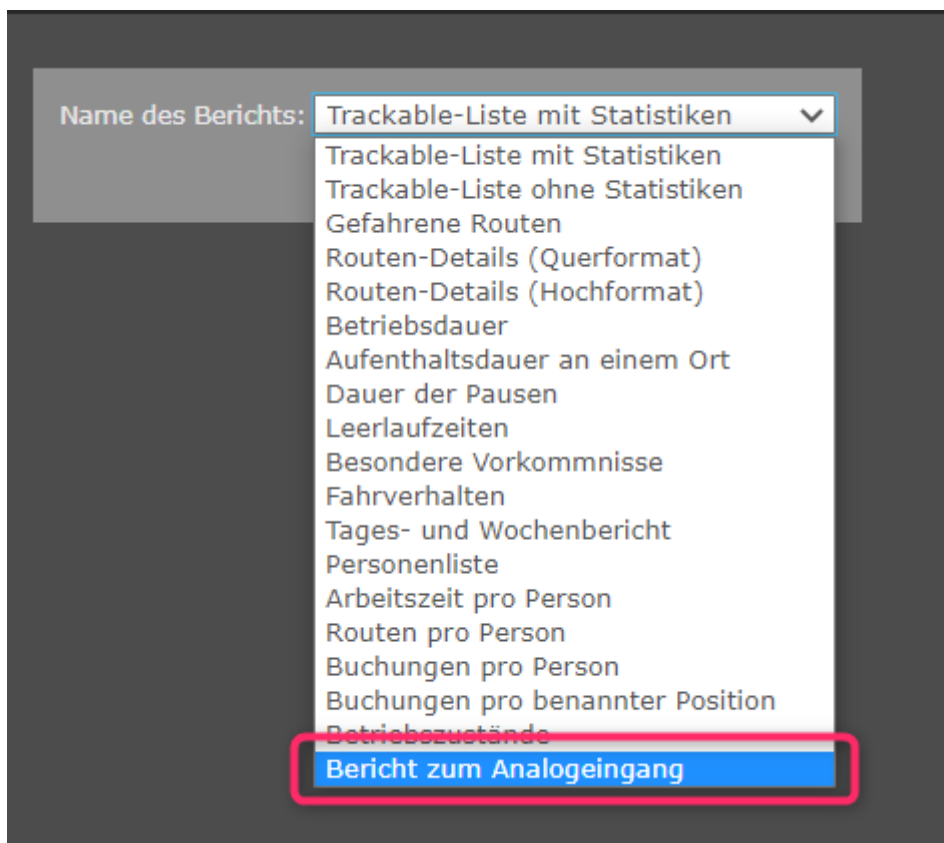 Name des Berichts: Trackable-Liste mit Statistiken
Trackable-Liste mit Statistiken
Trackable-Liste ohne Statistiken
Gefahrene Routen
Routen-Details (Querformat)
Routen-Details (Hochformat)
Betriebsdauer
Aufenthaltsdauer an einem Ort
Dauer der Pausen
Leerlaufzeiten
Besondere Vorkommnisse
Fahrverhalten
Tages- und Wochenbericht
Personenliste
Arbeitszeit pro Person
Routen pro Person
Buchungen pro Person
Buchungen pro benannter Position
Betriebszustände
Bericht zum Analogeingang